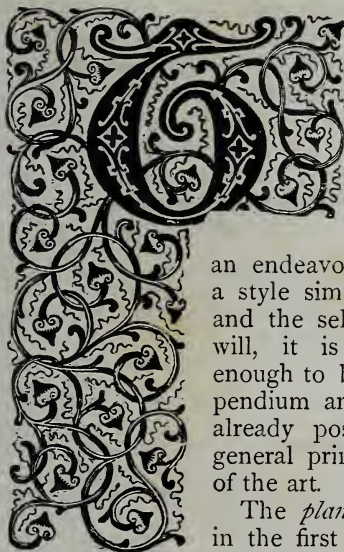 an endeavo
a style sim
and the sel
will, it is
enough to b
pendium an
already pos
general prin
of the art.
The plan
in the first